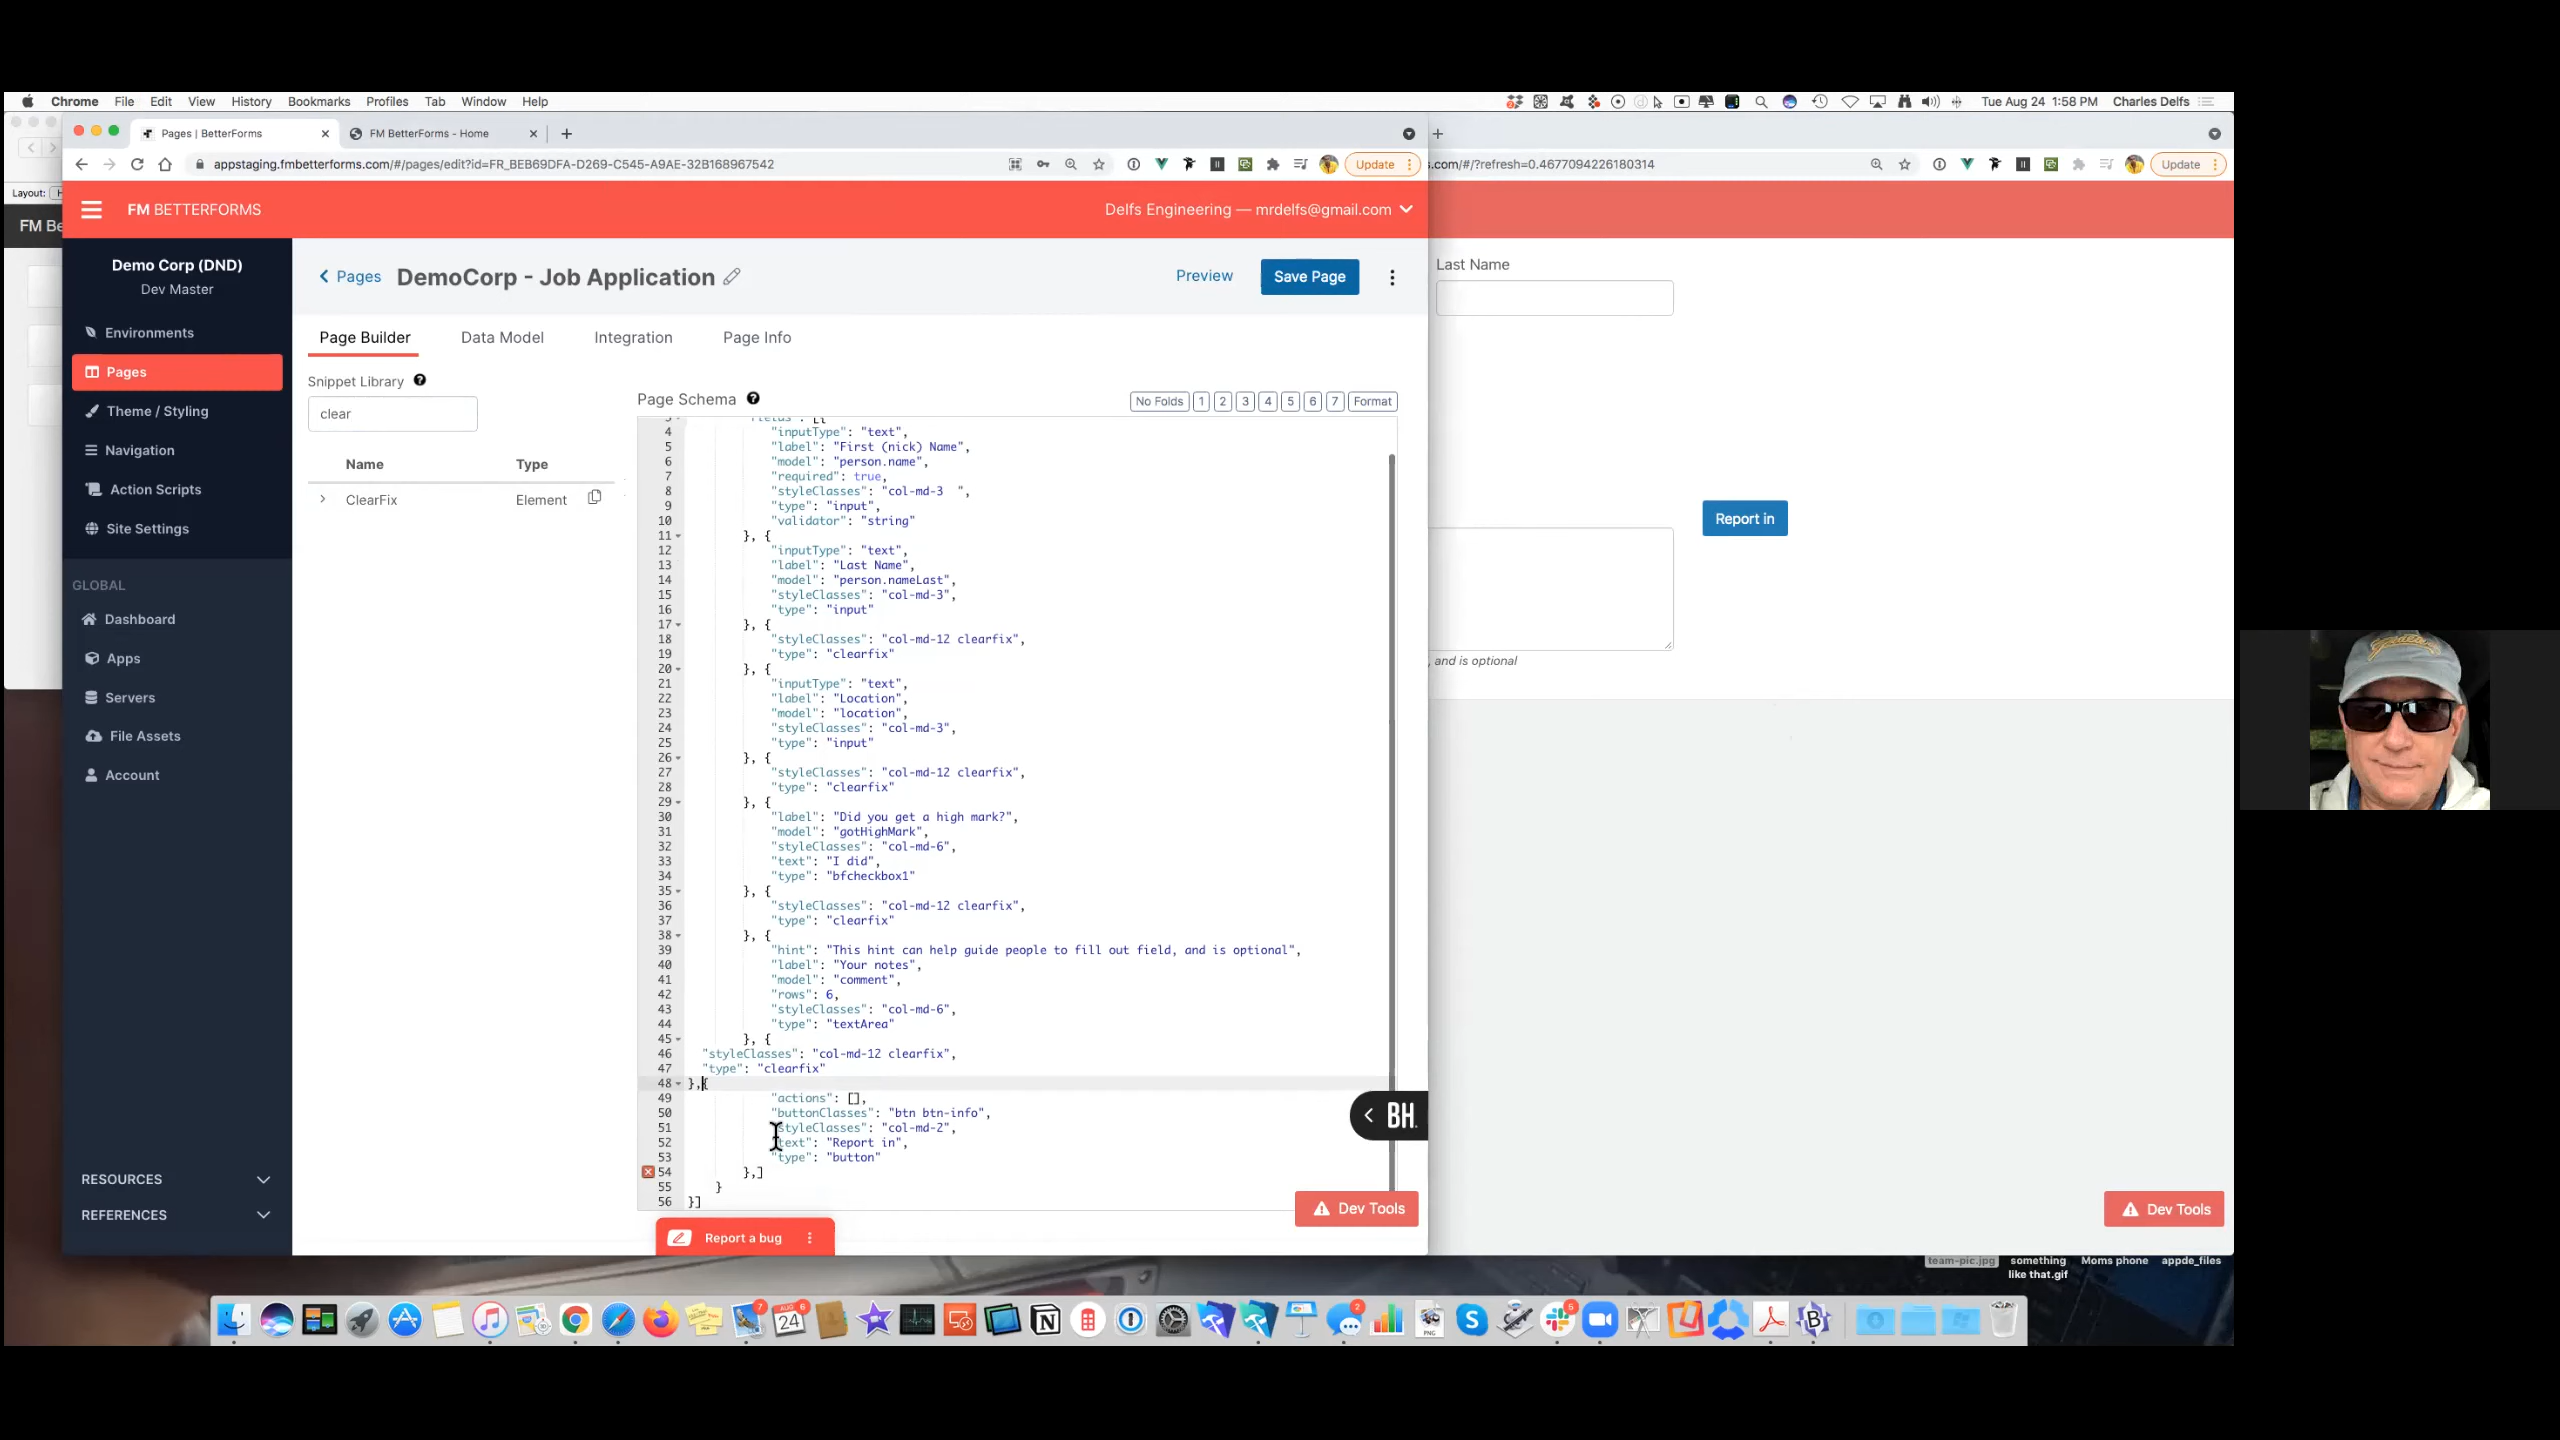 Chrome File Edit View History Bookmarks Profiles Tab Window Help
Tue Aug 24 1:58 PM Charles Delfs
Pages | BetterForms
FM BetterForms - Home
appstaging.fmbetterforms.com/#/pages/edit?id=FR_BEB69DFA-D269-C545-A9AE-32B168967542
Update
s.com/#/?refresh=0.4677094226180314
Update
Layout:
FM Be
FM BETTERFORMS
Delfs Engineering — mrdelfs@gmail.com
Demo Corp (DND)
Dev Master
Environments
Pages
Theme / Styling
Navigation
Action Scripts
Site Settings
GLOBAL
Dashboard
Apps
Servers
File Assets
Account
RESOURCES
REFERENCES
Pages
DemoCorp - Job Application
Preview
Save Page
Page Builder
Data Model
Integration
Page Info
Snippet Library
clear
Name Type
ClearFix Element
Page Schema
No Folds 1 2 3 4 5 6 7 Format
3 "fields": [{
4 "inputType": "text",
5 "label": "First (nick) Name",
6 "model": "person.name",
7 "required": true,
8 "styleClasses": "col-md-3  ",
9 "type": "input",
10 "validator": "string"
11 }, {
12 "inputType": "text",
13 "label": "Last Name",
14 "model": "person.nameLast",
15 "styleClasses": "col-md-3",
16 "type": "input"
17 }, {
18 "styleClasses": "col-md-12 clearfix",
19 "type": "clearfix"
20 }, {
21 "inputType": "text",
22 "label": "Location",
23 "model": "location",
24 "styleClasses": "col-md-3",
25 "type": "input"
26 }, {
27 "styleClasses": "col-md-12 clearfix",
28 "type": "clearfix"
29 }, {
30 "label": "Did you get a high mark?",
31 "model": "gotHighMark",
32 "styleClasses": "col-md-6",
33 "text": "I did",
34 "type": "bfcheckbox1"
35 }, {
36 "styleClasses": "col-md-12 clearfix",
37 "type": "clearfix"
38 }, {
39 "hint": "This hint can help guide people to fill out field, and is optional",
40 "label": "Your notes",
41 "model": "comment",
42 "rows": 6,
43 "styleClasses": "col-md-6",
44 "type": "textArea"
45 }, {
46 "styleClasses": "col-md-12 clearfix",
47 "type": "clearfix"
48 },{
49 "actions": [],
50 "buttonClasses": "btn btn-info",
51 "styleClasses": "col-md-2",
52 "text": "Report in",
53 "type": "button"
54 },]
55 }
56 }]
BH.
Dev Tools
Report a bug
Last Name
Report in
, and is optional
Dev Tools
team-pic.jpg
something like that.gif
Moms phone
appde_files